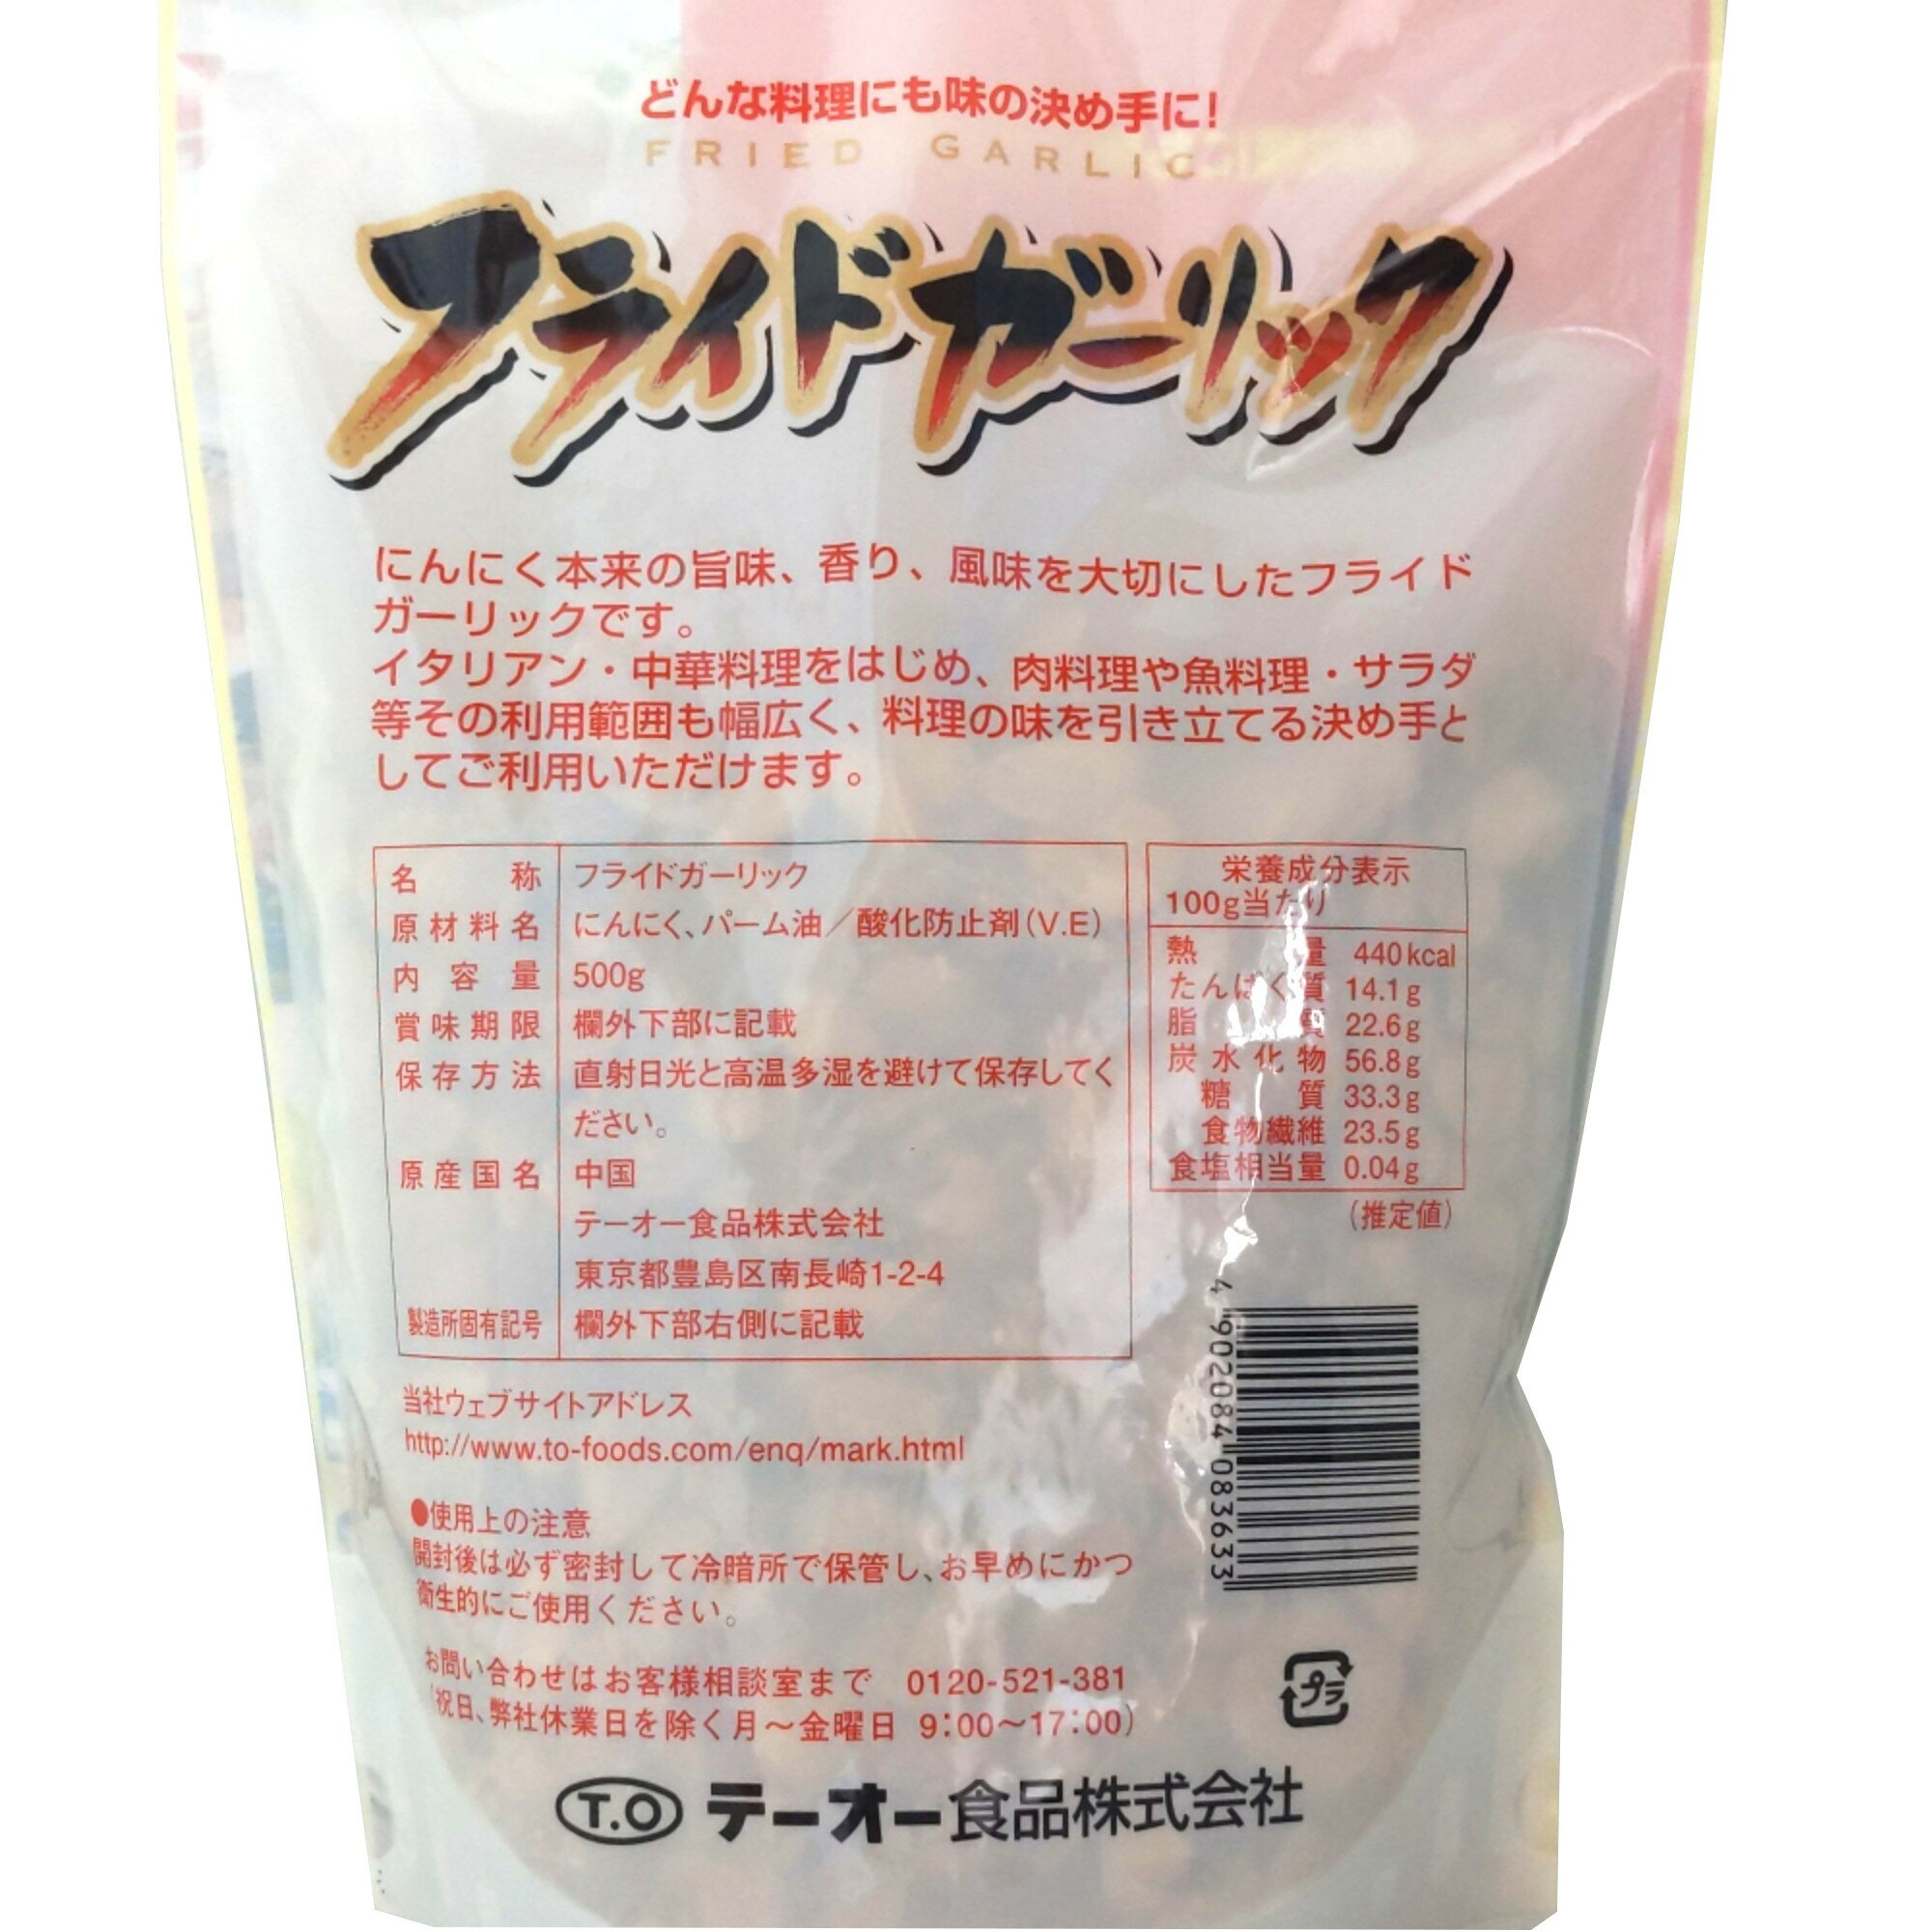 どんな料理にも味の決め手に!
FRIED GARLIC
フライドガーリック
にんにく本来の旨味、香り、風味を大切にしたフライド
ガーリックです。
イタリアン・中華料理をはじめ、肉料理や魚料理・サラダ
等その利用範囲も幅広く、料理の味を引き立てる決め手と
してご利用いただけます。
名称 フライドガーリック
原材料名 にんにく、パーム油／酸化防止剤(V.E)
内容量 500g
賞味期限 欄外下部に記載
保存方法 直射日光と高温多湿を避けて保存してく
ださい。
原産国名 中国
テーオー食品株式会社
東京都豊島区南長崎1-2-4
製造所固有記号 欄外下部右側に記載
栄養成分表示
100g当たり
熱量 440kcal
たんぱく質 14.1g
脂質 22.6g
炭水化物 56.8g
糖質 33.3g
食物繊維 23.5g
食塩相当量 0.04g
(推定値)
4 902084 083633
当社ウェブサイトアドレス
http://www.to-foods.com/enq/mark.html
●使用上の注意
開封後は必ず密封して冷暗所で保管し、お早めにかつ
衛生的にご使用ください。
お問い合わせはお客様相談室まで 0120-521-381
(祝日、弊社休業日を除く月～金曜日 9:00～17:00)
プラ
T.O テーオー食品株式会社